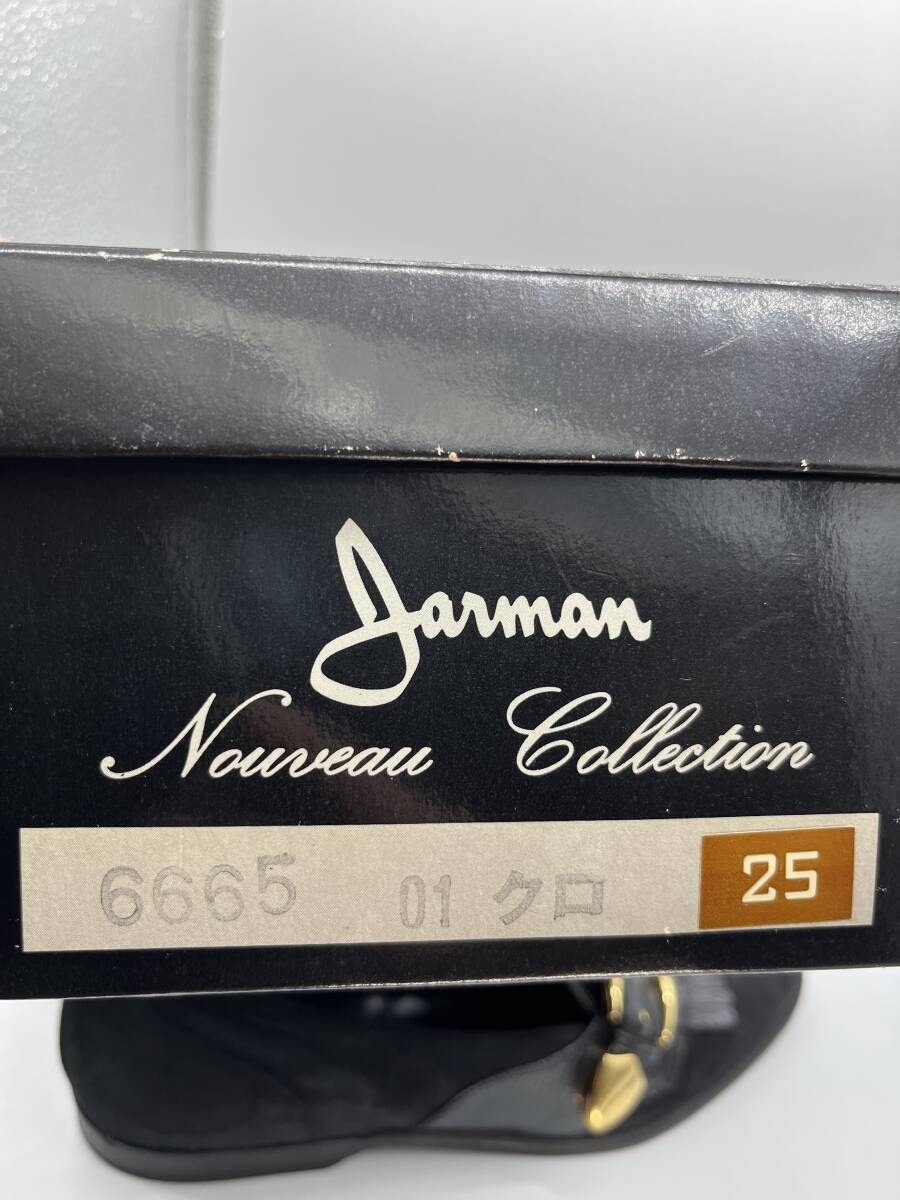 Jarman
Nouveau Collection
6665 01 クロ 25